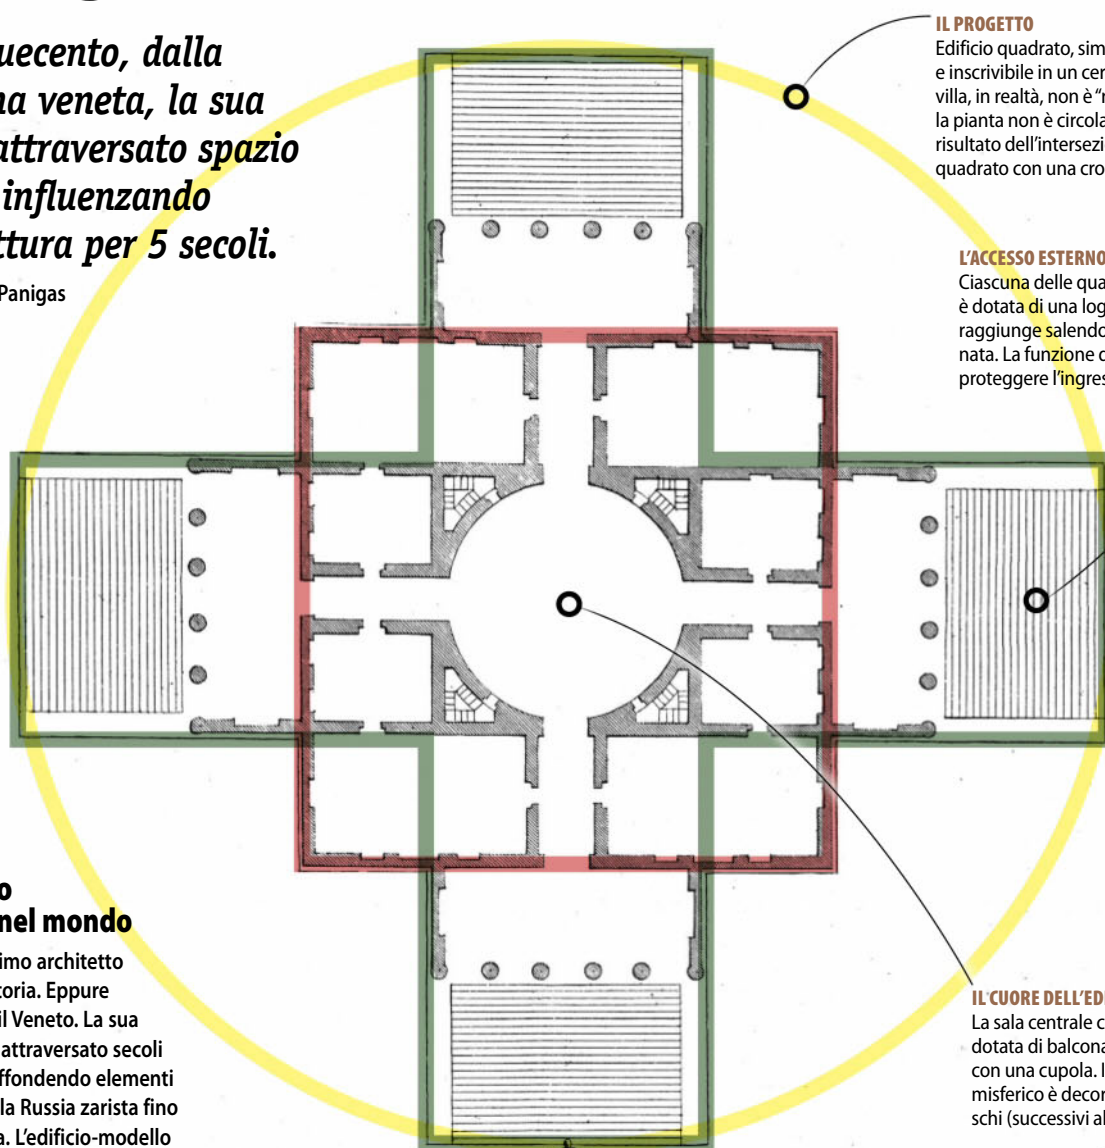 uecento, dalla
na veneta, la sua
attraversato spazio
influenzando
ttura per 5 secoli.
Panigas
IL PROGETTO
Edificio quadrato, sim
e inscrivibile in un cer
villa, in realtà, non è “r
la pianta non è circola
risultato dell’intersezi
quadrato con una cro
L’ACCESSO ESTERNO
Ciascuna delle qua
è dotata di una log
raggiunge salendo
nata. La funzione d
proteggere l’ingres
o
nel mondo
imo architetto
toria. Eppure
il Veneto. La sua
attraversato secoli
ffondendo elementi
la Russia zarista fino
a. L’edificio-modello
IL CUORE DELL’EDI
La sala centrale c
dotata di balcona
con una cupola. I
misferico è decor
schi (successivi al